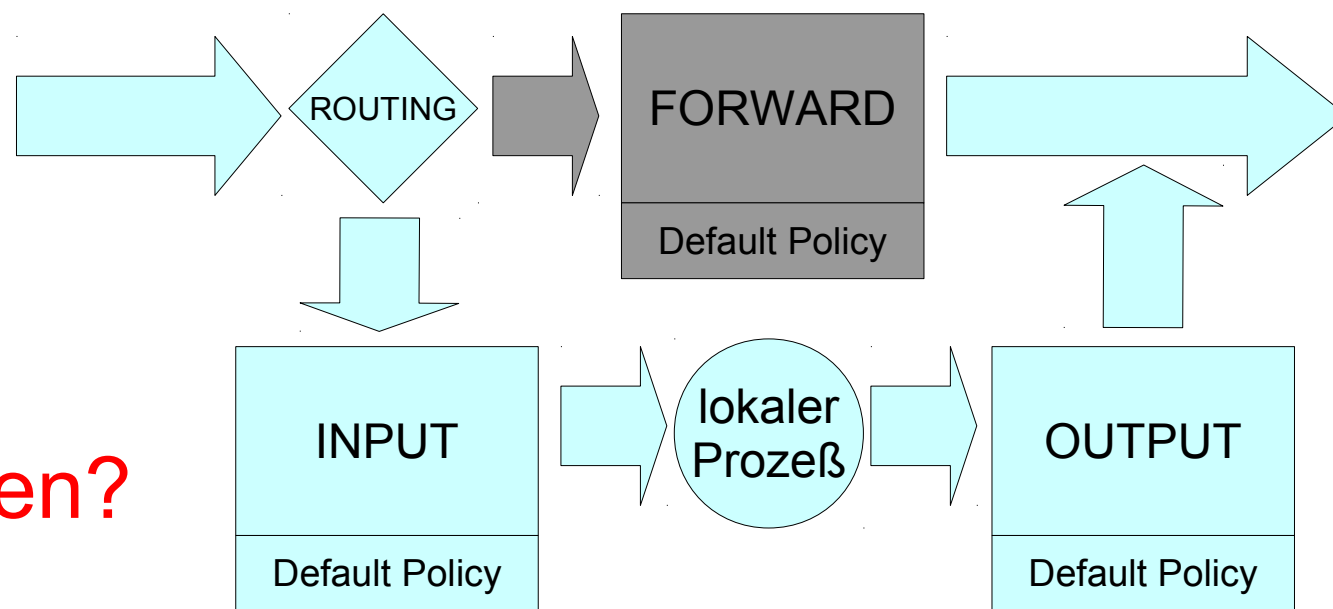 ROUTING
FORWARD
Default Policy
INPUT
Default Policy
lokaler
Prozeß
OUTPUT
Default Policy
en?